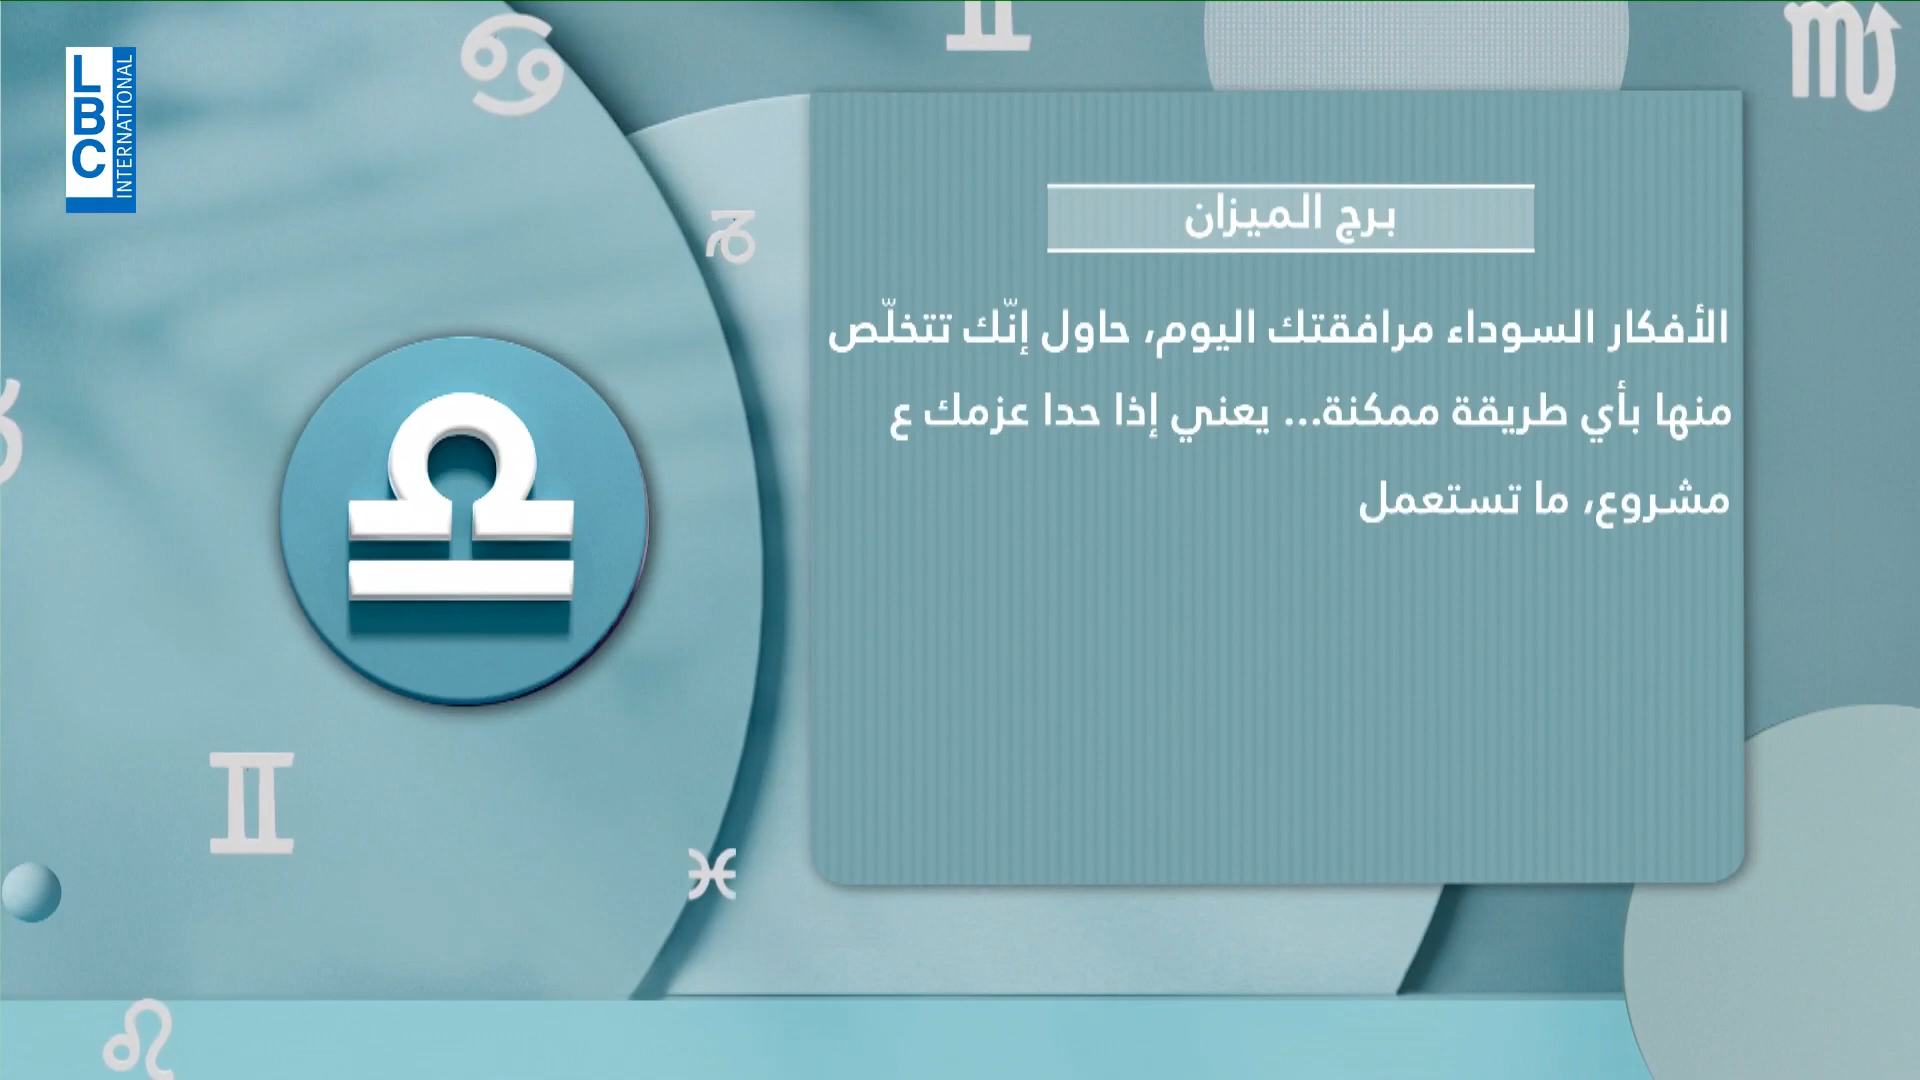 LBC
INTERNATIONAL
برج الميزان
الأفكار السوداء مرافقتك اليوم، حاول إنّك تتخلّص
منها بأي طريقة ممكنة... يعني إذا حدا عزمك ع
مشروع، ما تستعمل